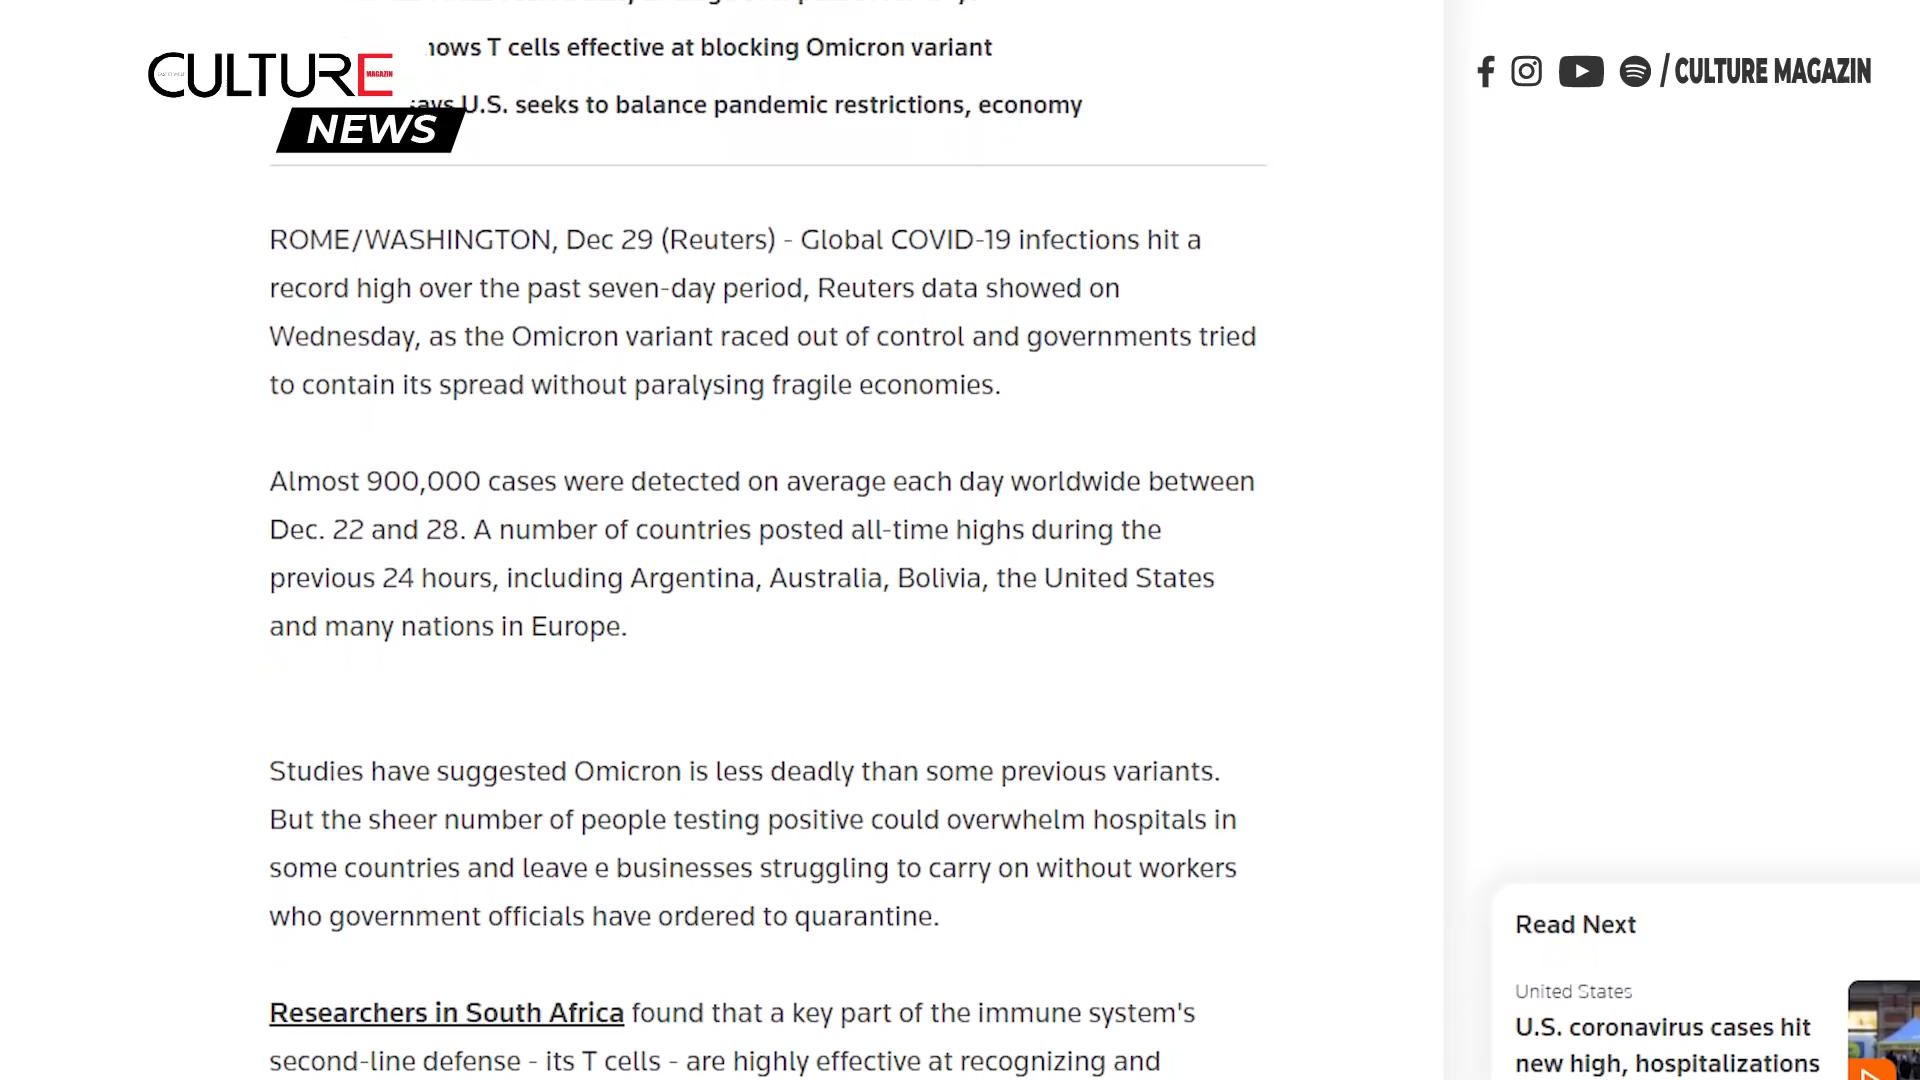 T cells effective at blocking Omicron variant
U.S. seeks to balance pandemic restrictions, economy
CULTURE
MAGAZIN
NEWS
/ CULTURE MAGAZIN
ROME/WASHINGTON, Dec 29 (Reuters) - Global COVID-19 infections hit a
record high over the past seven-day period, Reuters data showed on
Wednesday, as the Omicron variant raced out of control and governments tried
to contain its spread without paralysing fragile economies.
Almost 900,000 cases were detected on average each day worldwide between
Dec. 22 and 28. A number of countries posted all-time highs during the
previous 24 hours, including Argentina, Australia, Bolivia, the United States
and many nations in Europe.
Studies have suggested Omicron is less deadly than some previous variants.
But the sheer number of people testing positive could overwhelm hospitals in
some countries and leave e businesses struggling to carry on without workers
who government officials have ordered to quarantine.
Researchers in South Africa found that a key part of the immune system's
second-line defense - its T cells - are highly effective at recognizing and
Read Next
United States
U.S. coronavirus cases hit
new high, hospitalizations